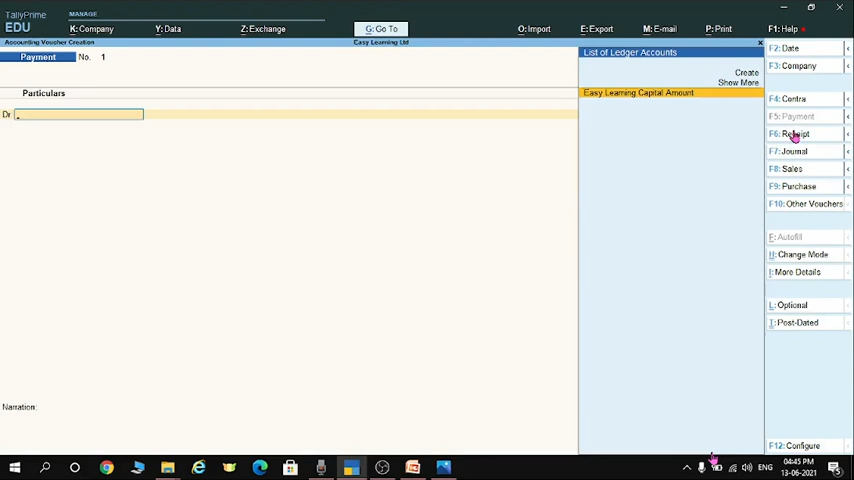 TallyPrime
EDU
MANAGE
K: Company
Y: Data
Z: Exchange
G: Go To
O: Import
E: Export
M: E-mail
P: Print
F1: Help
Accounting Voucher Creation
Easy Learning Ltd
Payment No. 1
Particulars
Dr
Narration:
List of Ledger Accounts
Create
Show More
Easy Learning Capital Amount
F2: Date
F3: Company
F4: Contra
F5: Payment
F6: Receipt
F7: Journal
F8: Sales
F9: Purchase
F10: Other Vouchers
F: Autofill
H: Change Mode
I: More Details
L: Optional
T: Post-Dated
F12: Configure
ENG
04:45 PM
13-06-2021